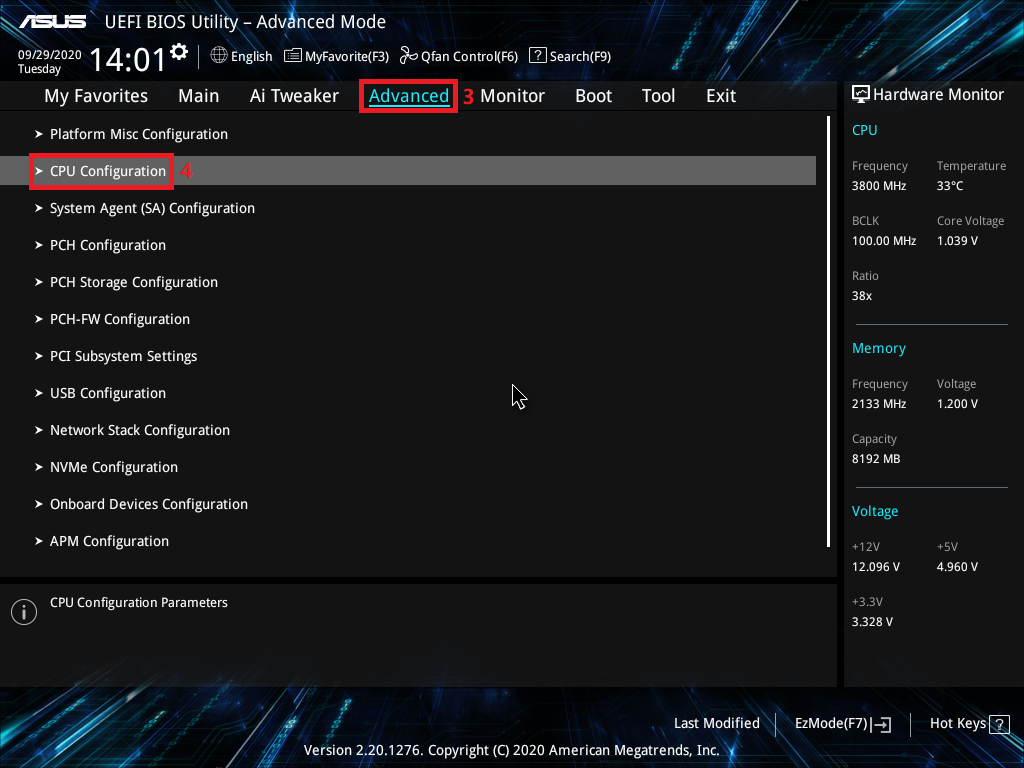 ASUS UEFI BIOS Utility – Advanced Mode
09/29/2020
Tuesday
14:01
English MyFavorite(F3) Qfan Control(F6) ? Search(F9)
My Favorites Main Ai Tweaker Advanced 3 Monitor Boot Tool Exit
Platform Misc Configuration
CPU Configuration 4
System Agent (SA) Configuration
PCH Configuration
PCH Storage Configuration
PCH-FW Configuration
PCI Subsystem Settings
USB Configuration
Network Stack Configuration
NVMe Configuration
Onboard Devices Configuration
APM Configuration
CPU Configuration Parameters
Hardware Monitor
CPU
Frequency Temperature
3800 MHz 33°C
BCLK Core Voltage
100.00 MHz 1.039 V
Ratio
38x
Memory
Frequency Voltage
2133 MHz 1.200 V
Capacity
8192 MB
Voltage
+12V +5V
12.096 V 4.960 V
+3.3V
3.328 V
Last Modified EzMode(F7) Hot Keys ?
Version 2.20.1276. Copyright (C) 2020 American Megatrends, Inc.